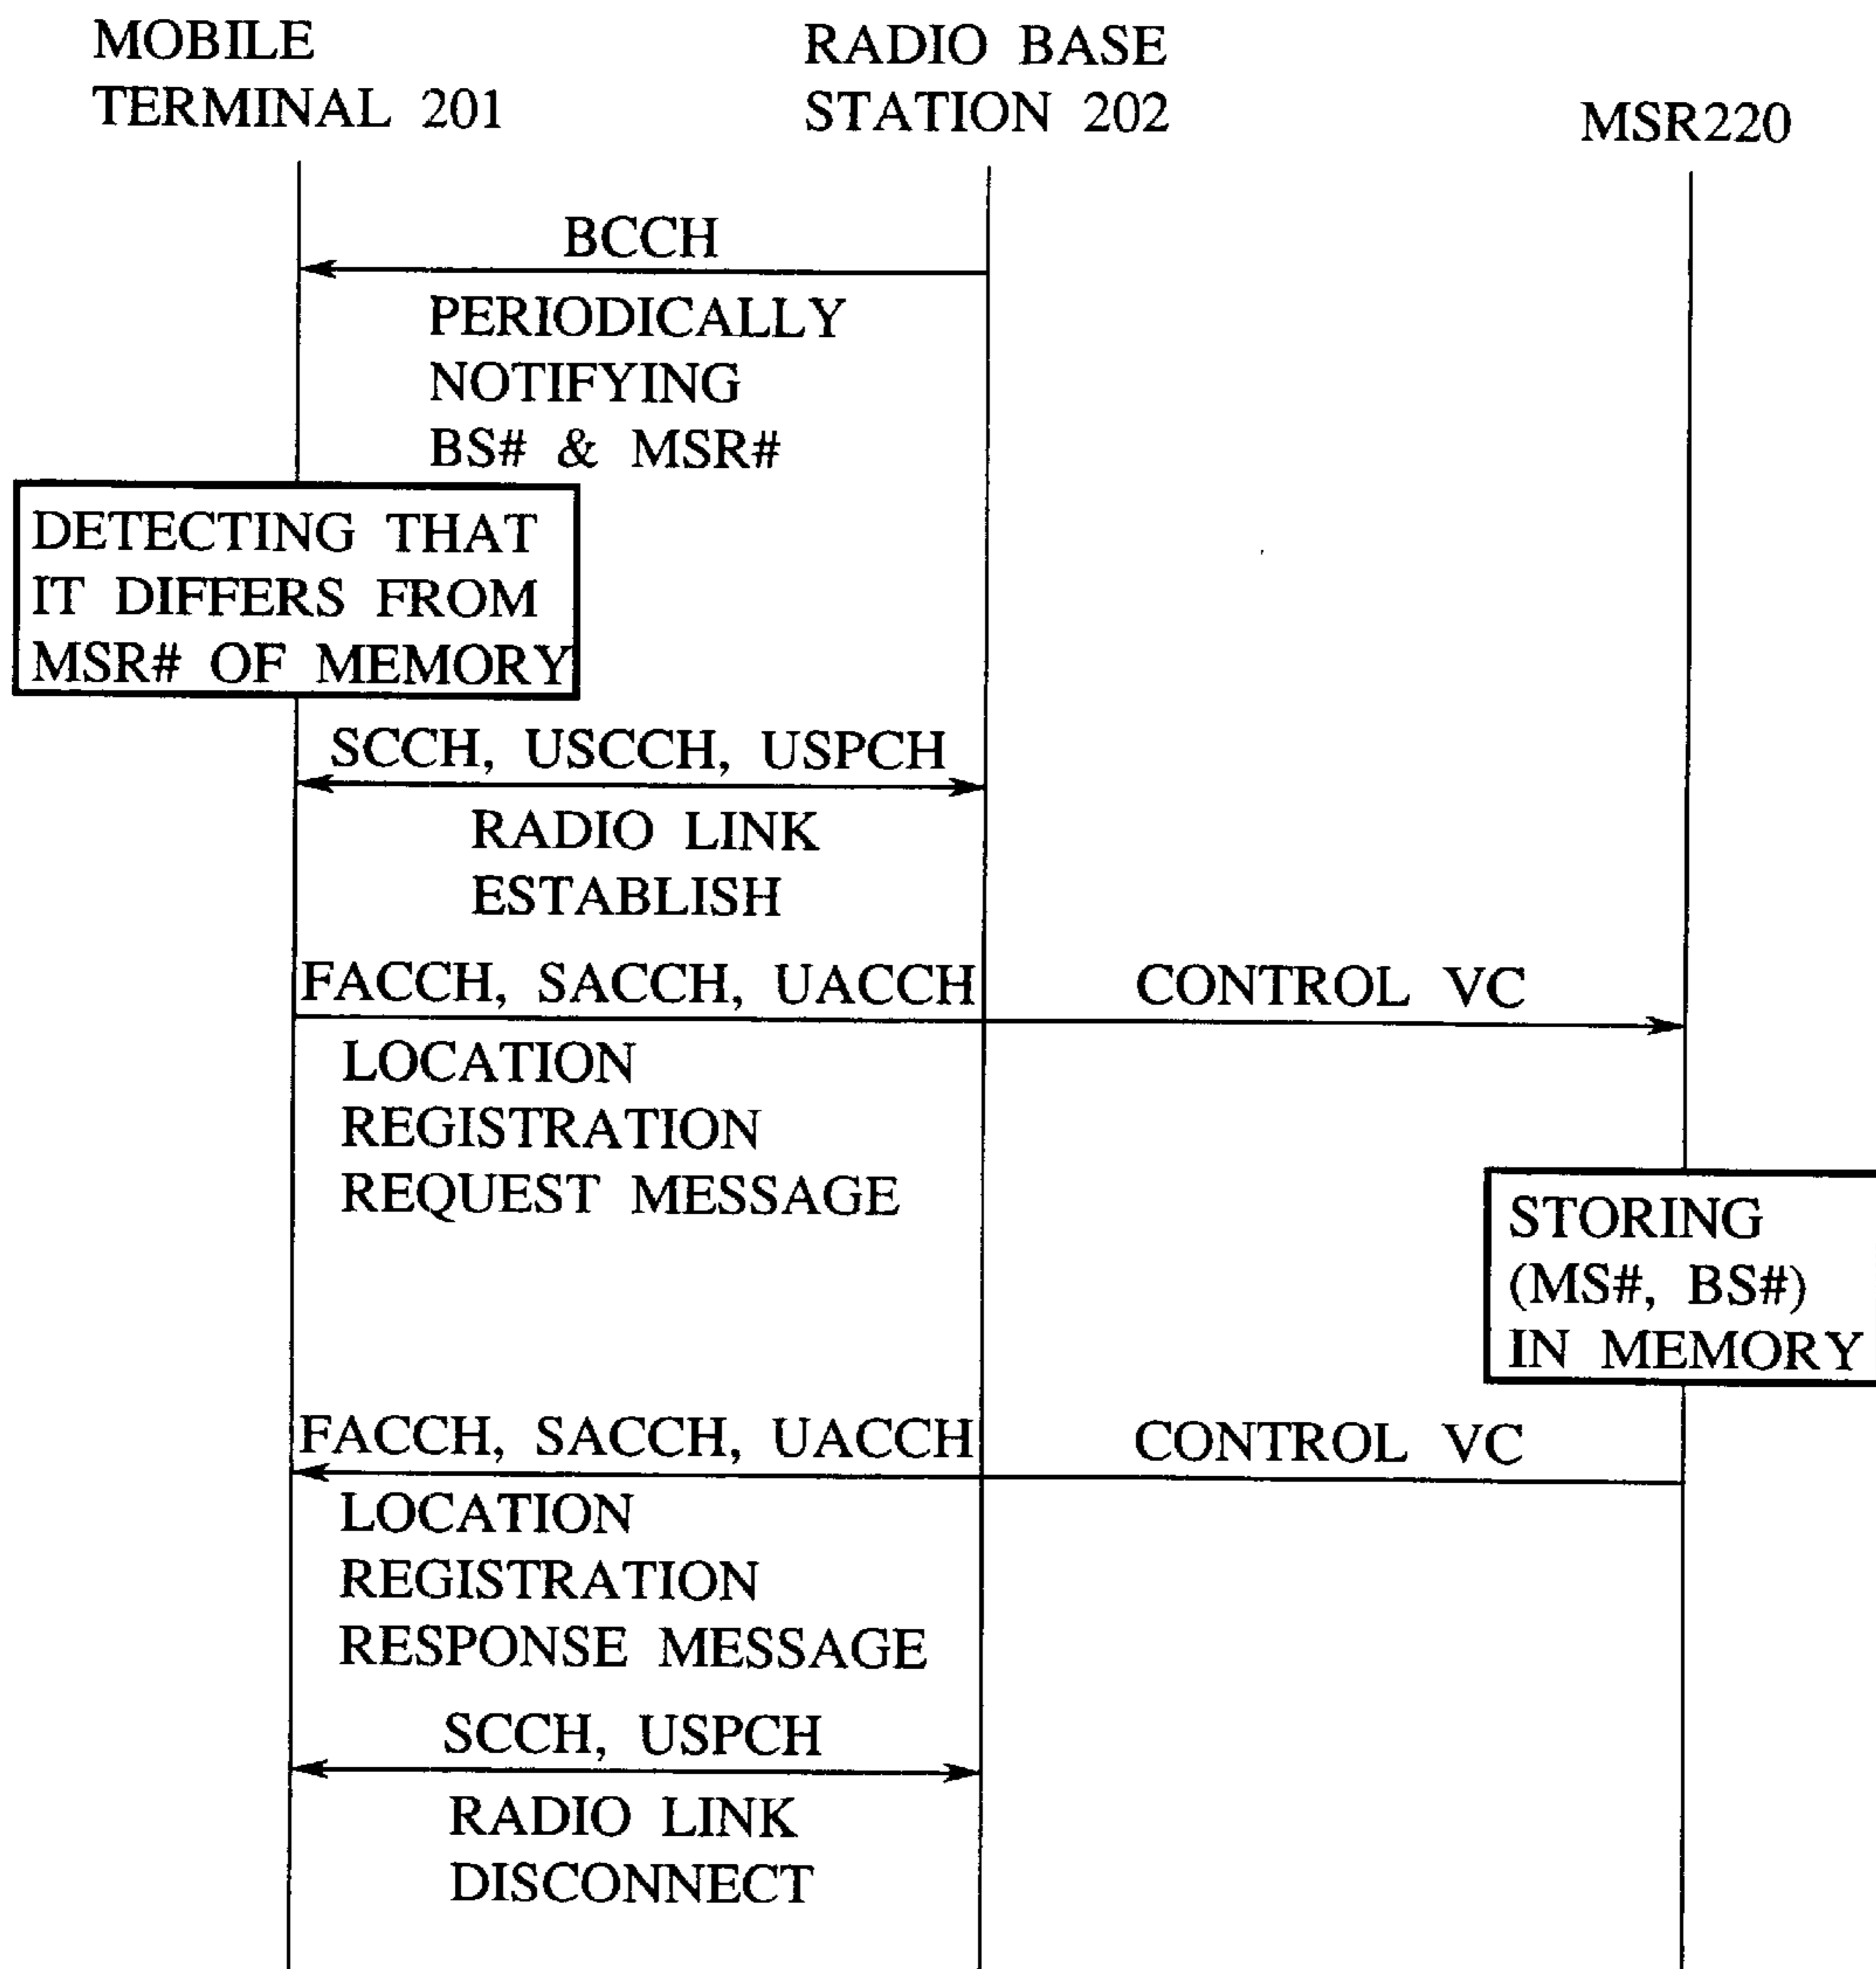 MOBILE
TERMINAL 201
RADIO BASE
STATION 202
MSR220
BCCH
PERIODICALLY
NOTIFYING
BS# & MSR#
DETECTING THAT
IT DIFFERS FROM
MSR# OF MEMORY
SCCH, USCCH, USPCH
RADIO LINK
ESTABLISH
FACCH, SACCH, UACCH
CONTROL VC
LOCATION
REGISTRATION
REQUEST MESSAGE
STORING
(MS#, BS#)
IN MEMORY
FACCH, SACCH, UACCH
CONTROL VC
LOCATION
REGISTRATION
RESPONSE MESSAGE
SCCH, USPCH
RADIO LINK
DISCONNECT